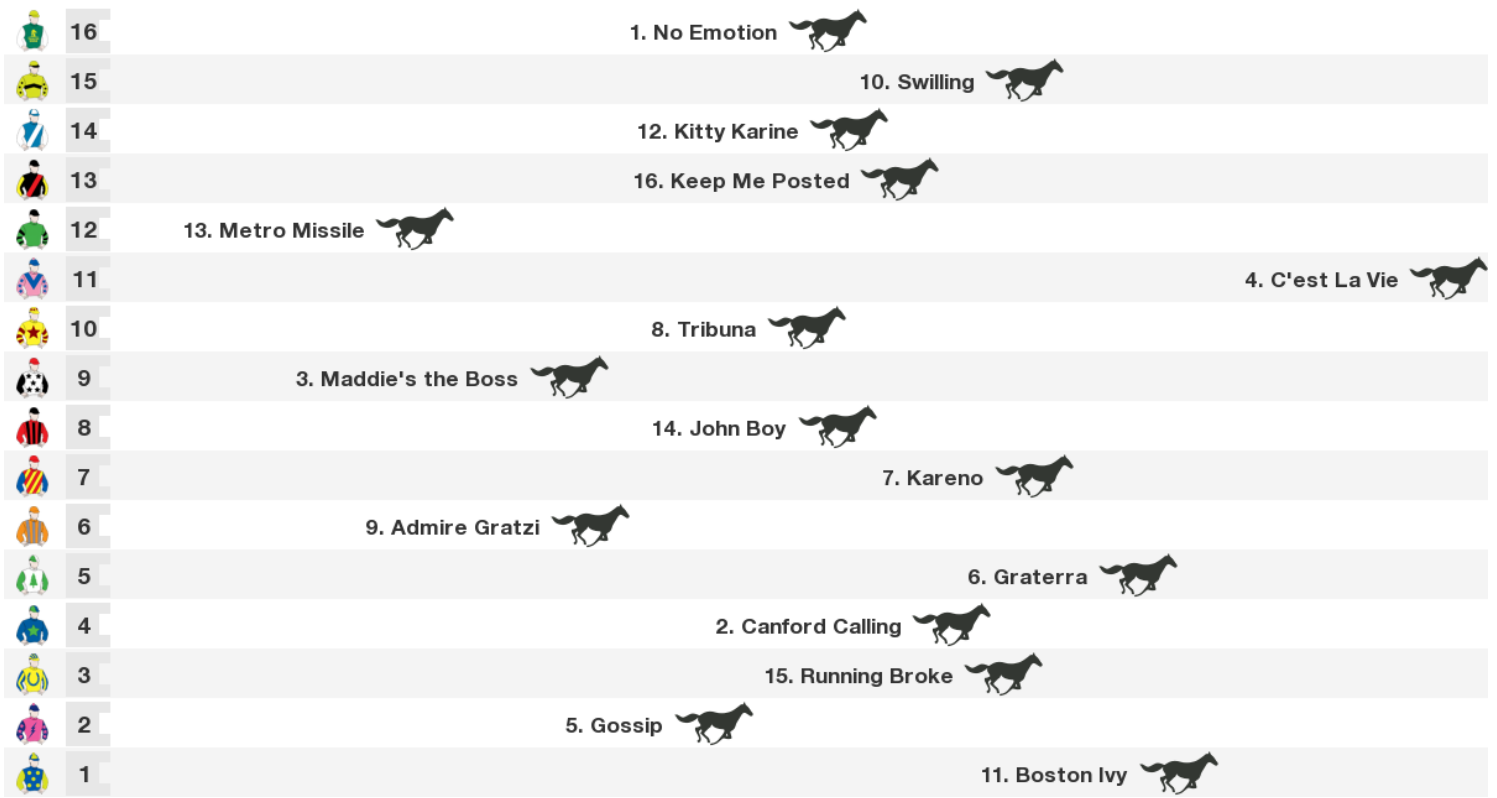 16 1. No Emotion
15 10. Swilling
14 12. Kitty Karine
13 16. Keep Me Posted
12 13. Metro Missile
11 4. C'est La Vie
10 8. Tribuna
9 3. Maddie's the Boss
8 14. John Boy
7 7. Kareno
6 9. Admire Gratzi
5 6. Graterra
4 2. Canford Calling
3 15. Running Broke
2 5. Gossip
1 11. Boston Ivy